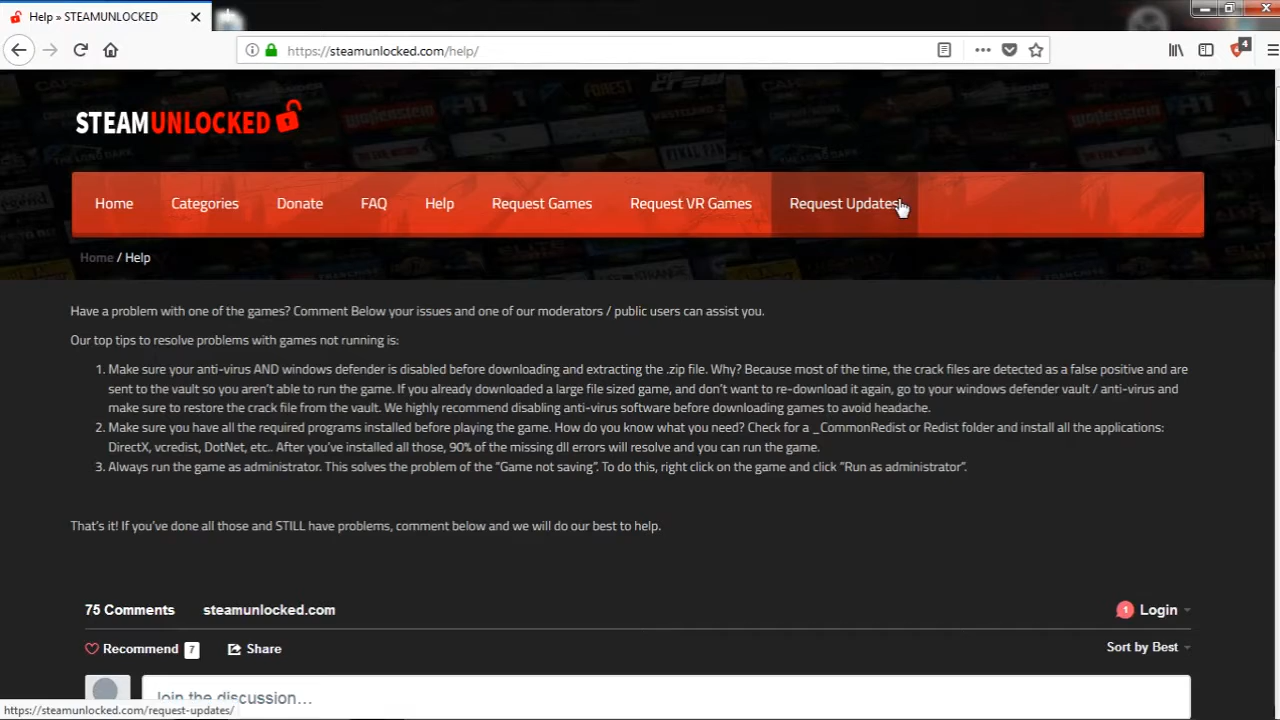 Help » STEAMUNLOCKED
https://steamunlocked.com/help/
4
STEAMUNLOCKED
Home Categories Donate FAQ Help Request Games Request VR Games Request Updates
Home / Help
Have a problem with one of the games? Comment Below your issues and one of our moderators / public users can assist you.
Our top tips to resolve problems with games not running is:
1. Make sure your anti-virus AND windows defender is disabled before downloading and extracting the .zip file. Why? Because most of the time, the crack files are detected as a false positive and are
sent to the vault so you aren't able to run the game. If you already downloaded a large file sized game, and don't want to re-download it again, go to your windows defender vault / anti-virus and
make sure to restore the crack file from the vault. We highly recommend disabling anti-virus software before downloading games to avoid headache.
2. Make sure you have all the required programs installed before playing the game. How do you know what you need? Check for a _CommonRedist or Redist folder and install all the applications:
DirectX, vcredist, DotNet, etc.. After you've installed all those, 90% of the missing dll errors will resolve and you can run the game.
3. Always run the game as administrator. This solves the problem of the "Game not saving". To do this, right click on the game and click "Run as administrator".
That's it! If you've done all those and STILL have problems, comment below and we will do our best to help.
75 Comments steamunlocked.com 1 Login
Recommend 7 Share Sort by Best
Join the discussion…
https://steamunlocked.com/request-updates/